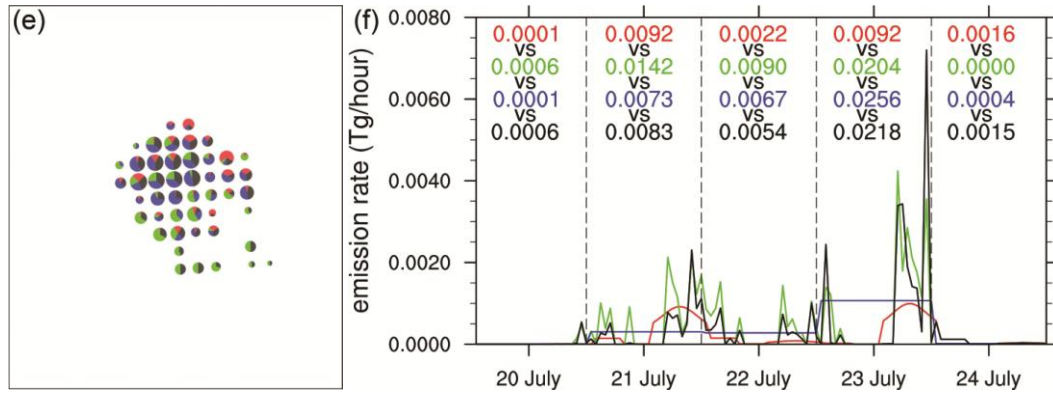 (e)
(f)
emission rate (Tg/hour)
0.0080
0.0060
0.0040
0.0020
0.0000
0.0001 0.0092 0.0022 0.0092 0.0016
vs vs vs vs vs
0.0006 0.0142 0.0090 0.0204 0.0000
vs vs vs vs vs
0.0001 0.0073 0.0067 0.0256 0.0004
vs vs vs vs vs
0.0006 0.0083 0.0054 0.0218 0.0015
20 July 21 July 22 July 23 July 24 July